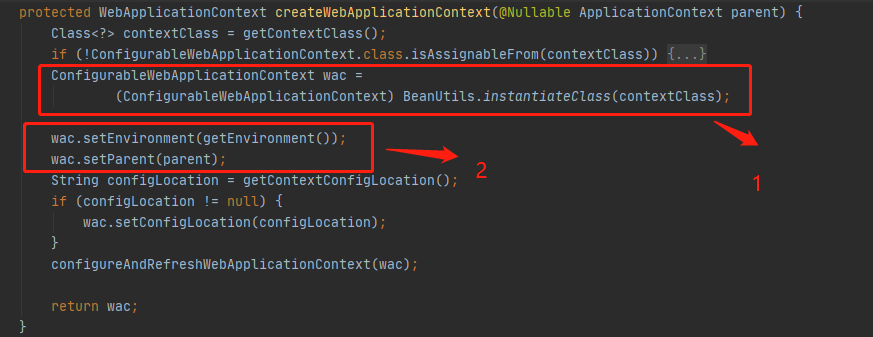 protected WebApplicationContext createWebApplicationContext(@Nullable ApplicationContext parent) {
Class<?> contextClass = getContextClass();
if (!ConfigurableWebApplicationContext.class.isAssignableFrom(contextClass)) {...}
ConfigurableWebApplicationContext wac =
(ConfigurableWebApplicationContext) BeanUtils.instantiateClass(contextClass);
wac.setEnvironment(getEnvironment());
wac.setParent(parent);
2
1
String configLocation = getContextConfigLocation();
if (configLocation != null) {
wac.setConfigLocation(configLocation);
}
configureAndRefreshWebApplicationContext(wac);
return wac;
}